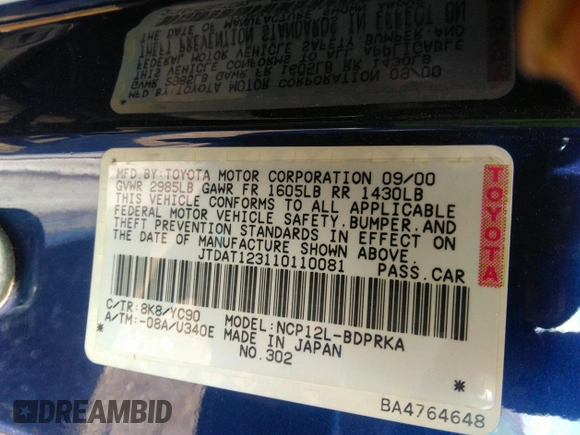 MFD.BY:TOYOTA MOTOR CORPORATION 09/00
GVWR 2985LB GAWR FR 1605LB RR 1430LB
THIS VEHICLE CONFORMS TO ALL APPLICABLE
FEDERAL MOTOR VEHICLE SAFETY,BUMPER,AND
THEFT PREVENTION STANDARDS IN EFFECT ON
THE DATE OF MANUFACTURE SHOWN ABOVE.
JTDAT123110110081 PASS.CAR
C/TR:8K8/YC90 MODEL:NCP12L-BDPRKA
A/TM:-08A/U340E MADE IN JAPAN
NO.302
BA4764648
TOYOTA
DREAMBID